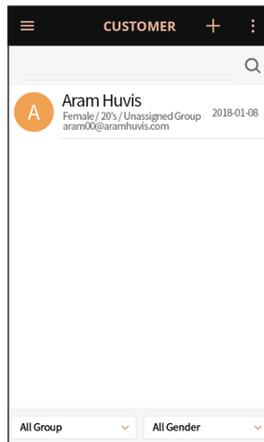 CUSTOMER
A
Aram Huvis
Female / 20's / Unassigned Group
2018-01-08
aram00@aramhuvis.com
All Group
All Gender